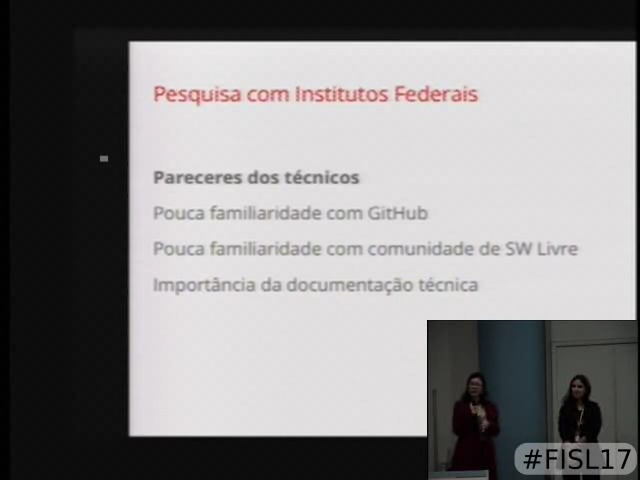 Pesquisa com Institutos Federais
Pareceres dos técnicos
Pouca familiaridade com GitHub
Pouca familiaridade com comunidade de SW Livre
Importância da documentação técnica
#FISL17